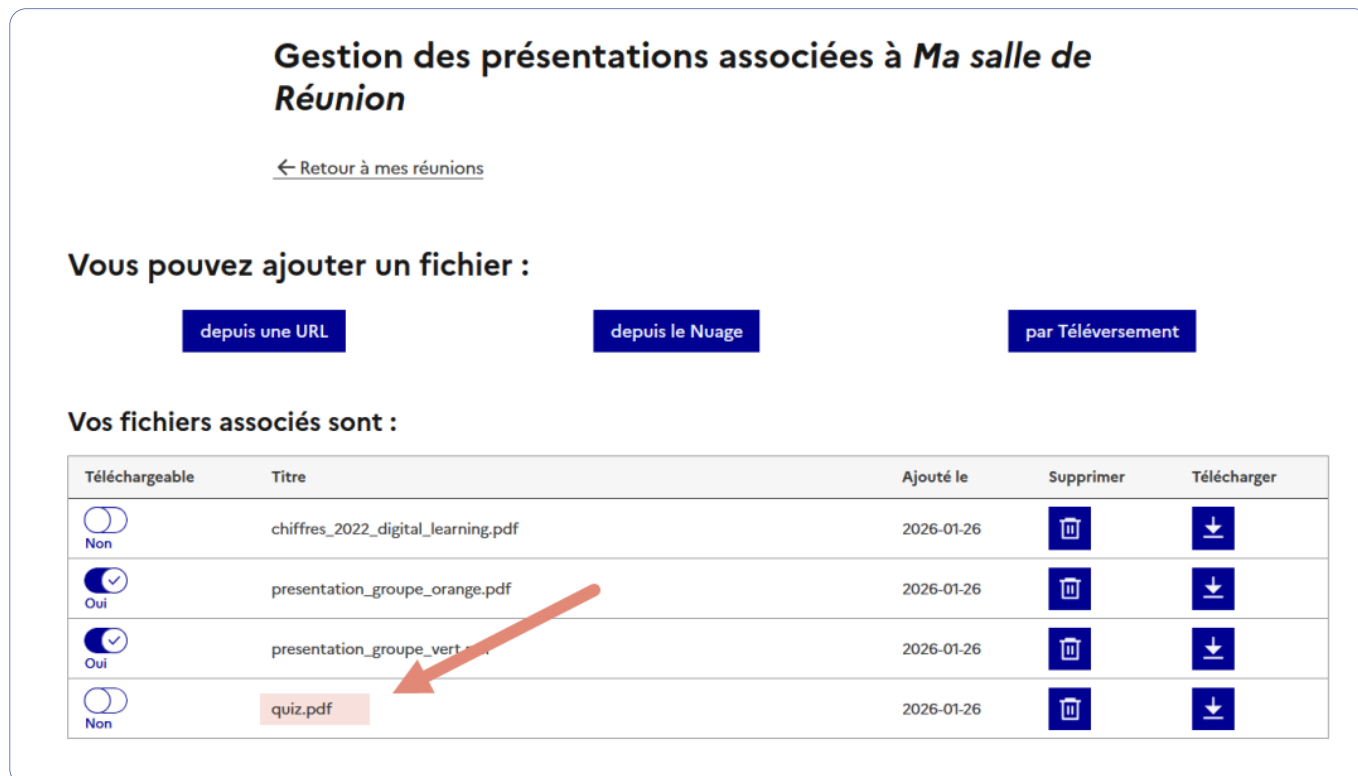 Gestion des présentations associées à Ma salle de
Réunion
← Retour à mes réunions
Vous pouvez ajouter un fichier :
depuis une URL depuis le Nuage par Téléversement
Vos fichiers associés sont :
Téléchargeable Titre Ajouté le Supprimer Télécharger
Non chiffres_2022_digital_learning.pdf 2026-01-26
Oui presentation_groupe_orange.pdf 2026-01-26
Oui presentation_groupe_vert 2026-01-26
Non quiz.pdf 2026-01-26